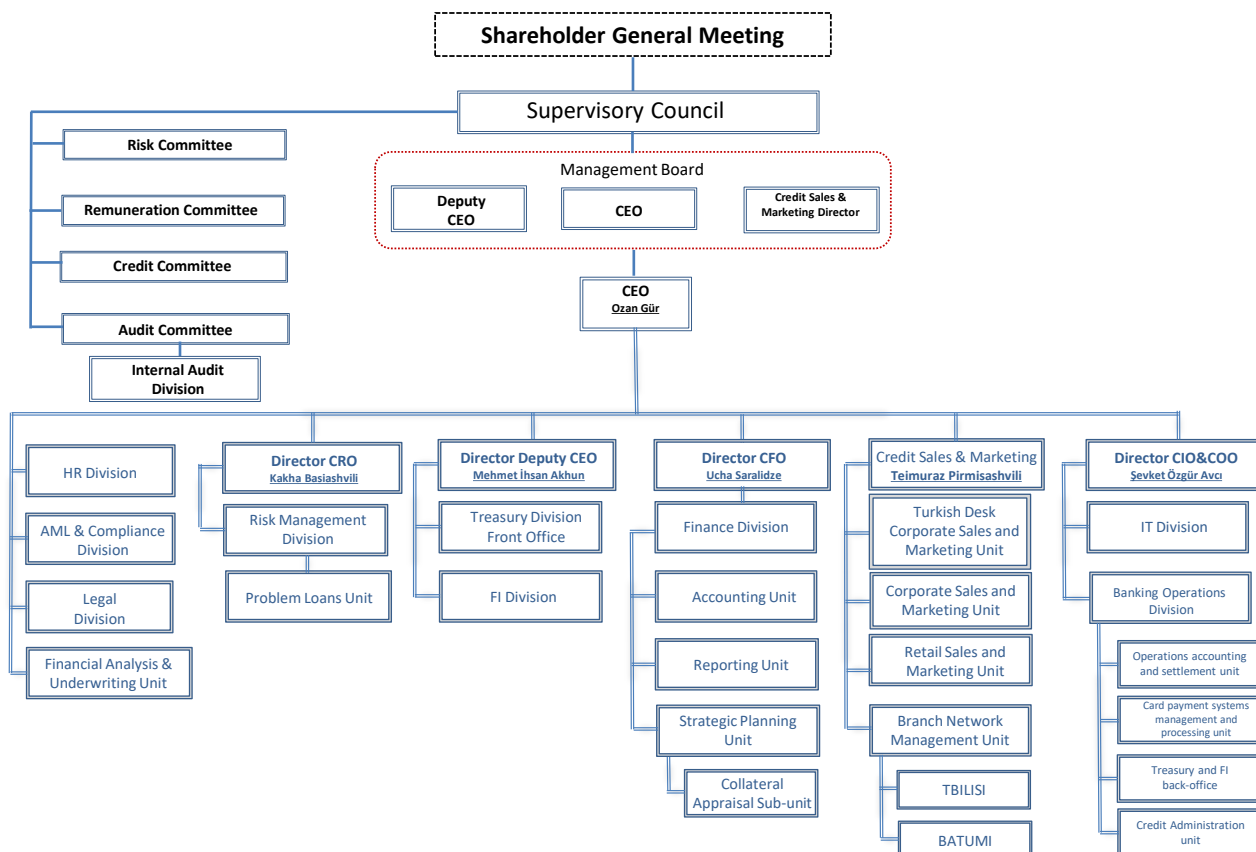 Shareholder General Meeting
Supervisory Council
Risk Committee
Remuneration Committee
Credit Committee
Audit Committee
Internal Audit
Division
Management Board
Deputy
CEO
CEO
Credit Sales &
Marketing Director
CEO
Ozan Gür
HR Division
AML & Compliance
Division
Legal
Division
Financial Analysis &
Underwriting Unit
Director CRO
Kakha Basiashvili
Risk Management
Division
Problem Loans Unit
Director Deputy CEO
Mehmet İhsan Akhun
Treasury Division
Front Office
FI Division
Director CFO
Ucha Saralidze
Finance Division
Accounting Unit
Reporting Unit
Strategic Planning
Unit
Collateral
Appraisal Sub-unit
Credit Sales & Marketing
Teimuraz Pirmisashvili
Turkish Desk
Corporate Sales and
Marketing Unit
Corporate Sales and
Marketing Unit
Retail Sales and
Marketing Unit
Branch Network
Management Unit
TBILISI
BATUMI
Director CIO&COO
Şevket Özgür Avcı
IT Division
Banking Operations
Division
Operations accounting
and settlement unit
Card payment systems
management and
processing unit
Treasury and FI
back-office
Credit Administration
unit